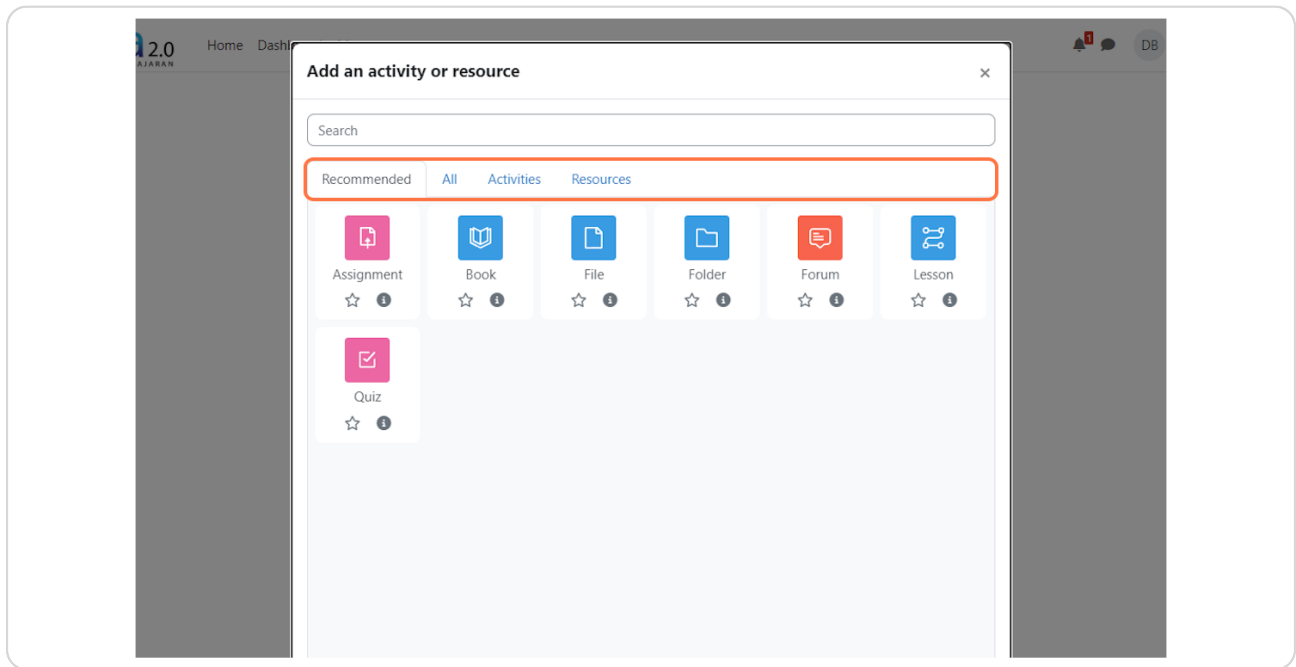 2.0
AJARAN
Home
1
DB
Add an activity or resource
×
Search
Recommended All Activities Resources
Assignment Book File Folder Forum Lesson
Quiz